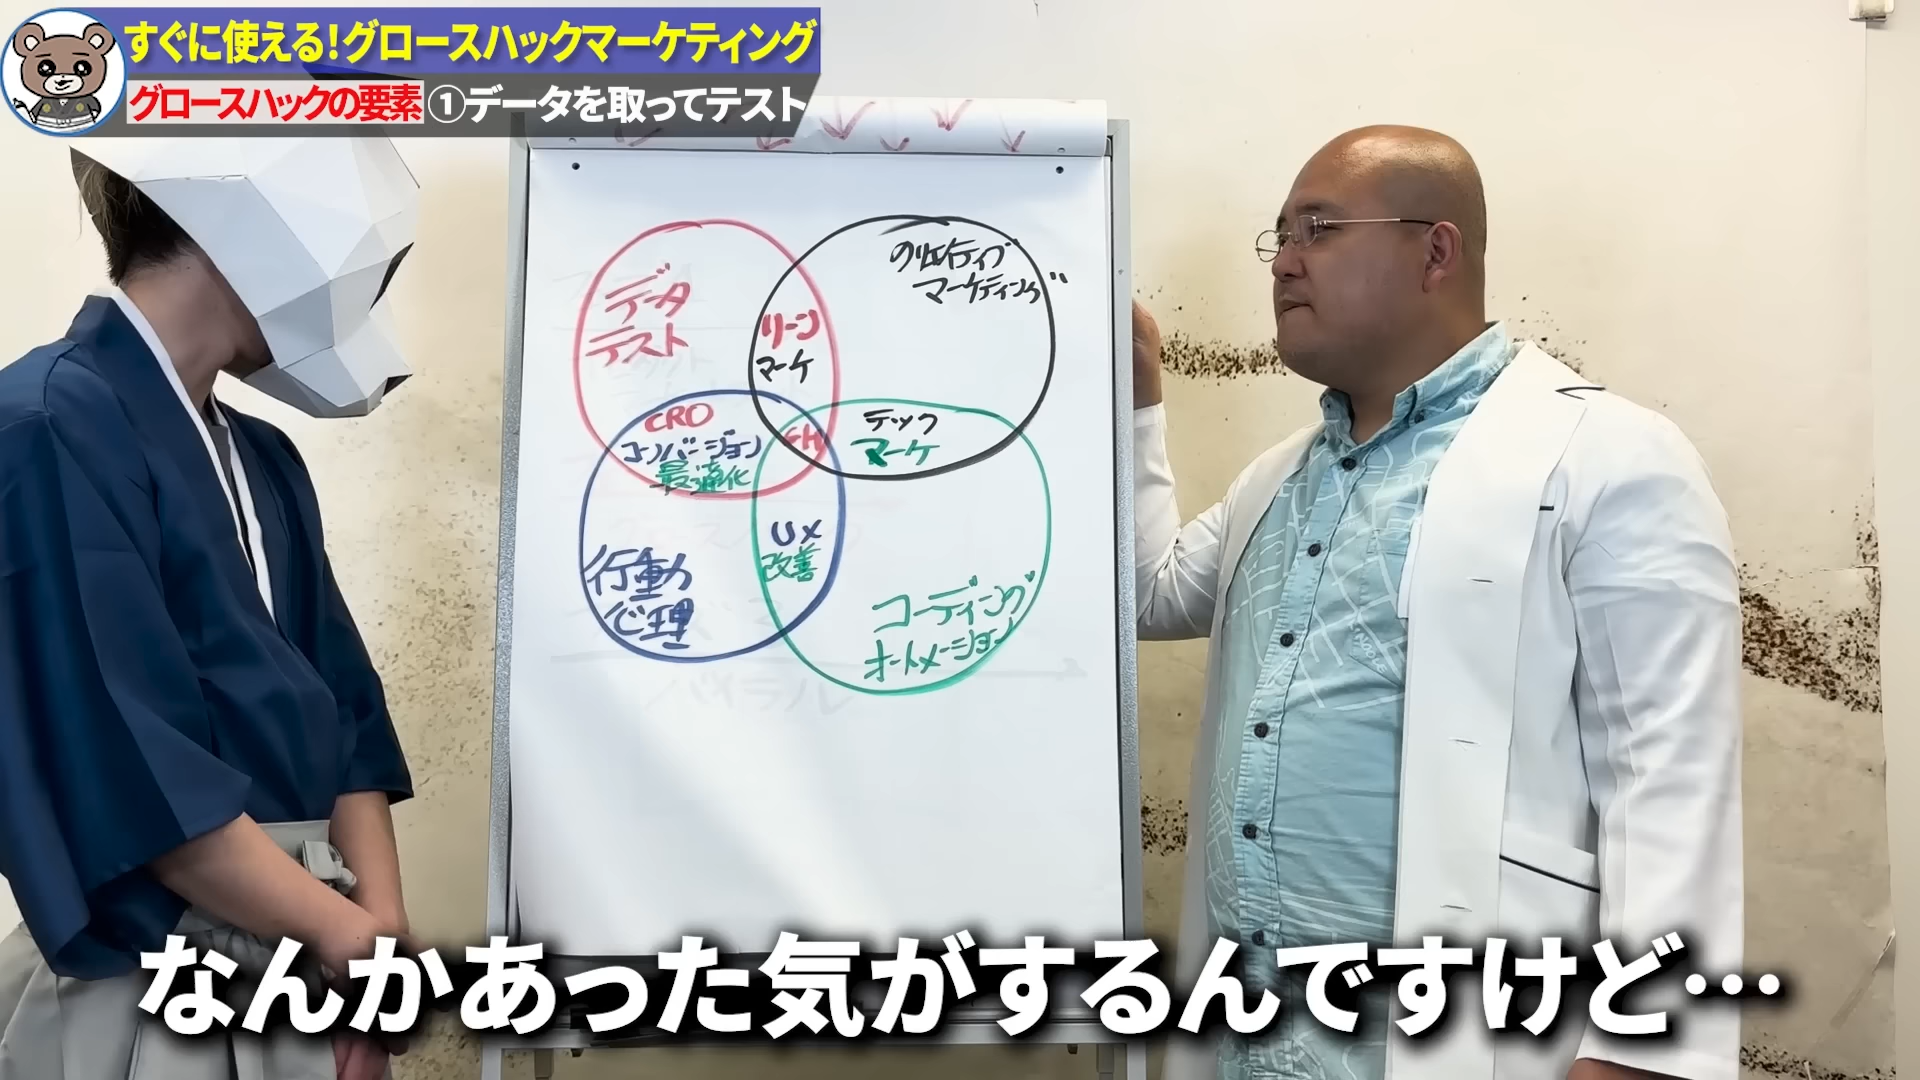 すぐに使える!グロースハックマーケティング
グロースハックの要素①データを取ってテスト
データ
テスト
リーン
マーケ
クリエイティブ
マーケティング
CRO
コンバージョン
最適化
GH
テック
マーケ
UX
改善
行動
心理
コーディング
オートメーション
バイラル
なんかあった気がするんですけど…